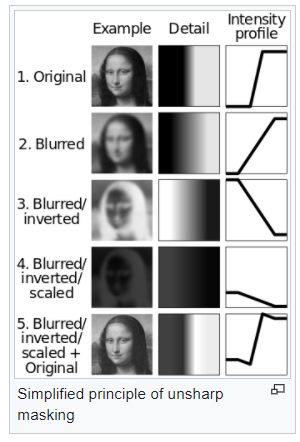 Example Detail Intensity
profile
1. Original
2. Blurred
3. Blurred/
inverted
4. Blurred/
inverted/
scaled
5. Blurred/
inverted/
scaled +
Original
Simplified principle of unsharp
masking